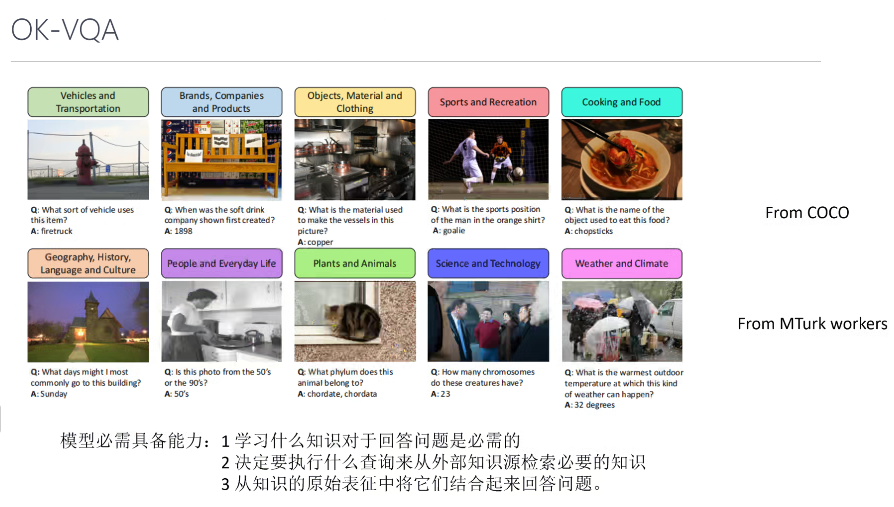 OK-VQA
Vehicles and
Transportation
Brands, Companies
and Products
Objects, Material and
Clothing
Sports and Recreation
Cooking and Food
Q: What sort of vehicle uses
this item?
A: firetruck
Q: When was the soft drink
company shown first created?
A: 1898
Q: What is the material used
to make the vessels in this
picture?
A: copper
Q: What is the sports position
of the man in the orange shirt?
A: goalie
Q: What is the name of the
object used to eat this food?
A: chopsticks
From COCO
Geography, History,
Language and Culture
People and Everyday Life
Plants and Animals
Science and Technology
Weather and Climate
Q: What days might I most
commonly go to this building?
A: Sunday
Q: Is this photo from the 50's
or the 90's?
A: 50's
Q: What phylum does this
animal belong to?
A: chordate, chordata
Q: How many chromosomes
do these creatures have?
A: 23
Q: What is the warmest outdoor
temperature at which this kind
of weather can happen?
A: 32 degrees
From MTurk workers
模型必需具备能力：1 学习什么知识对于回答问题是必需的
2 决定要执行什么查询来从外部知识源检索必要的知识
3 从知识的原始表征中将它们结合起来回答问题。